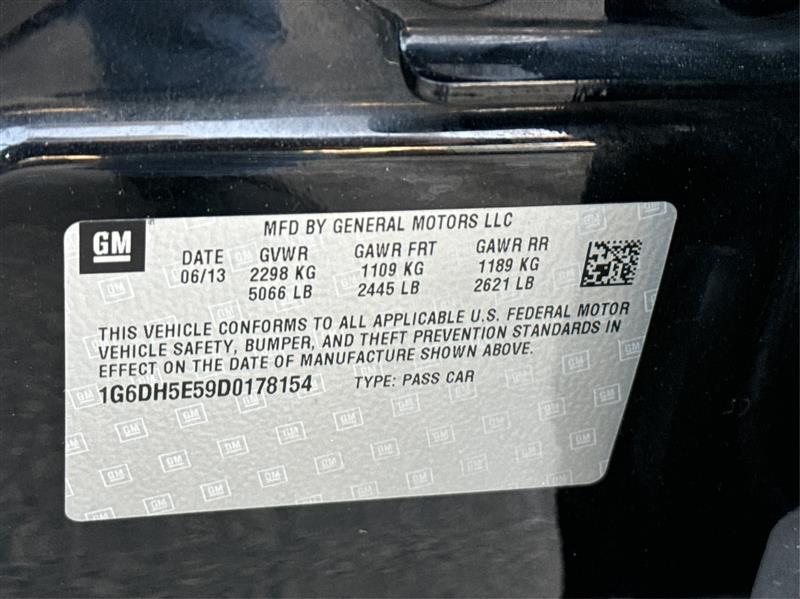 GM
MFD BY GENERAL MOTORS LLC
DATE GVWR GAWR FRT GAWR RR
06/13 2298 KG 1109 KG 1189 KG
5066 LB 2445 LB 2621 LB
THIS VEHICLE CONFORMS TO ALL APPLICABLE U.S. FEDERAL MOTOR
VEHICLE SAFETY, BUMPER, AND THEFT PREVENTION STANDARDS IN
EFFECT ON THE DATE OF MANUFACTURE SHOWN ABOVE.
1G6DH5E59D0178154 TYPE: PASS CAR